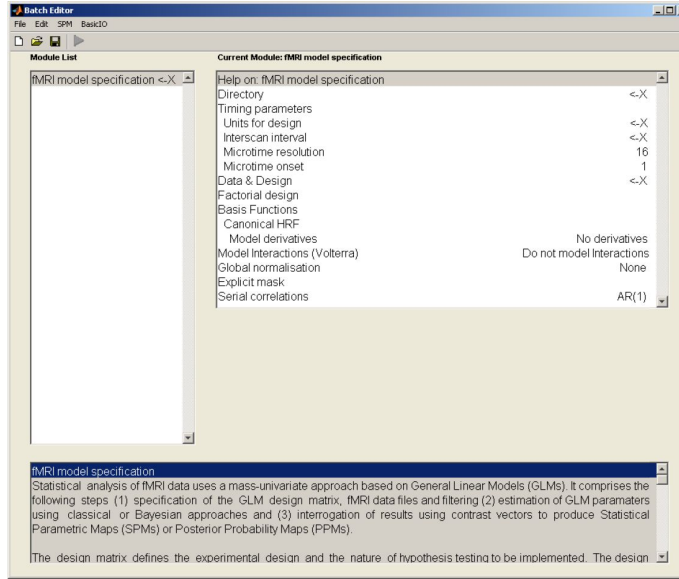 Batch Editor
File Edit SPM BasicIO
Module List
Current Module: fMRI model specification
fMRI model specification <-X
Help on: fMRI model specification
Directory <-X
Timing parameters
Units for design <-X
Interscan interval <-X
Microtime resolution 16
Microtime onset 1
Data & Design <-X
Factorial design
Basis Functions
Canonical HRF
Model derivatives No derivatives
Model Interactions (Volterra) Do not model Interactions
Global normalisation None
Explicit mask
Serial correlations AR(1)
fMRI model specification
Statistical analysis of fMRI data uses a mass-univariate approach based on General Linear Models (GLMs). It comprises the
following steps (1) specification of the GLM design matrix, fMRI data files and filtering (2) estimation of GLM paramaters
using classical or Bayesian approaches and (3) interrogation of results using contrast vectors to produce Statistical
Parametric Maps (SPMs) or Posterior Probability Maps (PPMs).
The design matrix defines the experimental design and the nature of hypothesis testing to be implemented. The design